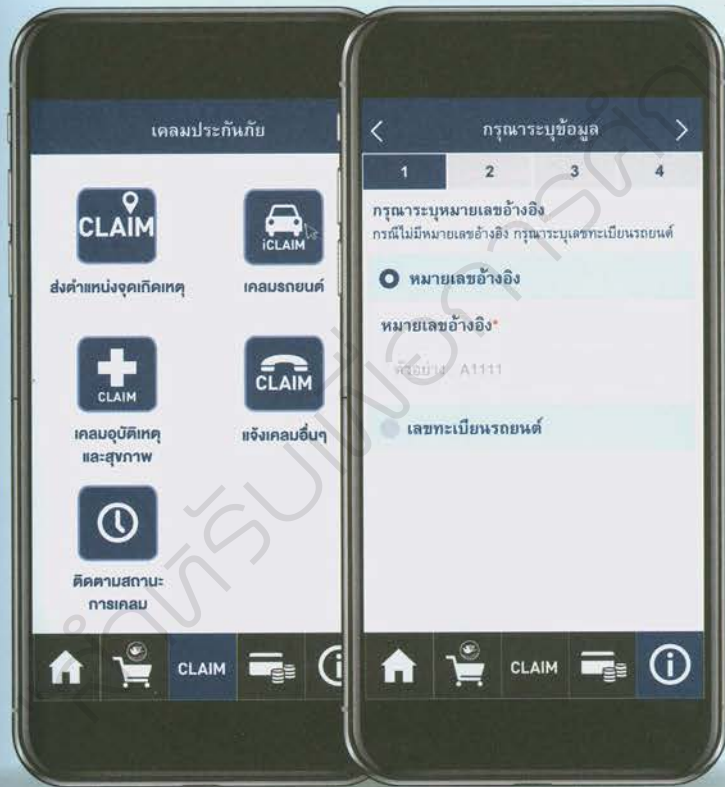 เคลมประกันภัย
CLAIM
ส่งตำแหน่งจุดเกิดเหตุ
iCLAIM
เคลมรถยนต์
CLAIM
เคลมอุบัติเหตุ
และสุขภาพ
CLAIM
แจ้งเคลมอื่นๆ
ติดตามสถานะ
การเคลม
CLAIM
กรุณาระบุข้อมูล
1 2 3 4
กรุณาระบุหมายเลขอ้างอิง
กรณีไม่มีหมายเลขอ้างอิง กรุณาระบุเลขทะเบียนรถยนต์
หมายเลขอ้างอิง
หมายเลขอ้างอิง*
ตัวอย่าง A1111
เลขทะเบียนรถยนต์
CLAIM